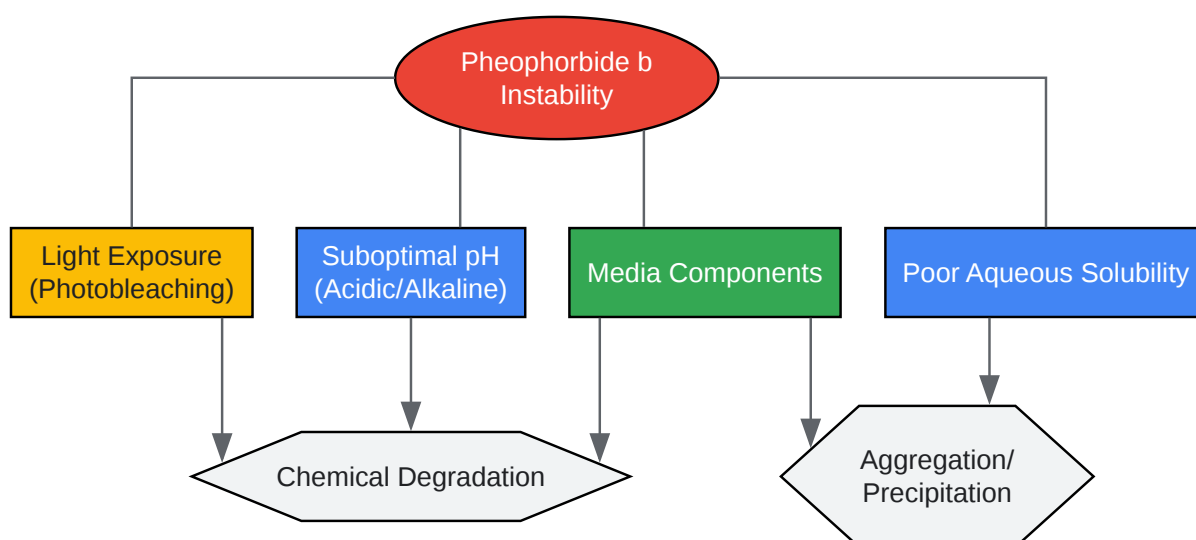 Pheophorbide b
Instability
Light Exposure
(Photobleaching)
Suboptimal pH
(Acidic/Alkaline)
Media Components
Poor Aqueous Solubility
Chemical Degradation
Aggregation/
Precipitation